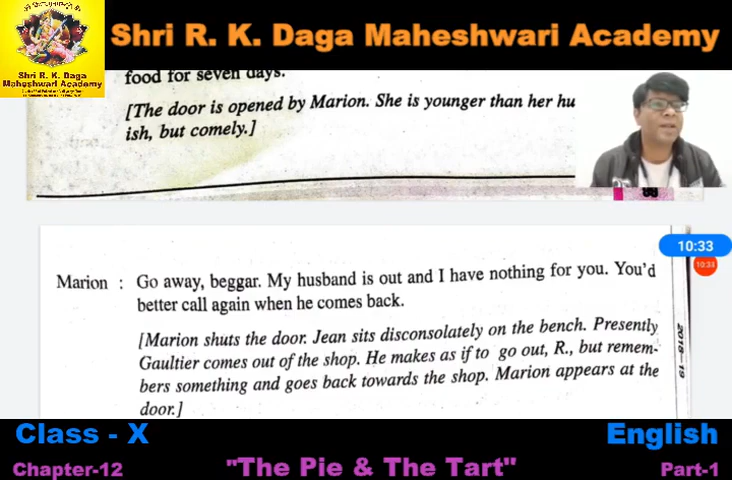 Shri R. K. Daga Maheshwari Academy
Shri R. K. Daga
Maheshwari Academy
food for seven days.
[The door is opened by Marion. She is younger than her hu
ish, but comely.]
10:33
10:33
Marion : Go away, beggar. My husband is out and I have nothing for you. You'd
better call again when he comes back.
[Marion shuts the door. Jean sits disconsolately on the bench. Presently
Gaultier comes out of the shop. He makes as if to go out, R., but remem-
bers something and goes back towards the shop. Marion appears at the
door.]
2018-19
Class - X
English
Chapter-12
"The Pie & The Tart"
Part-1